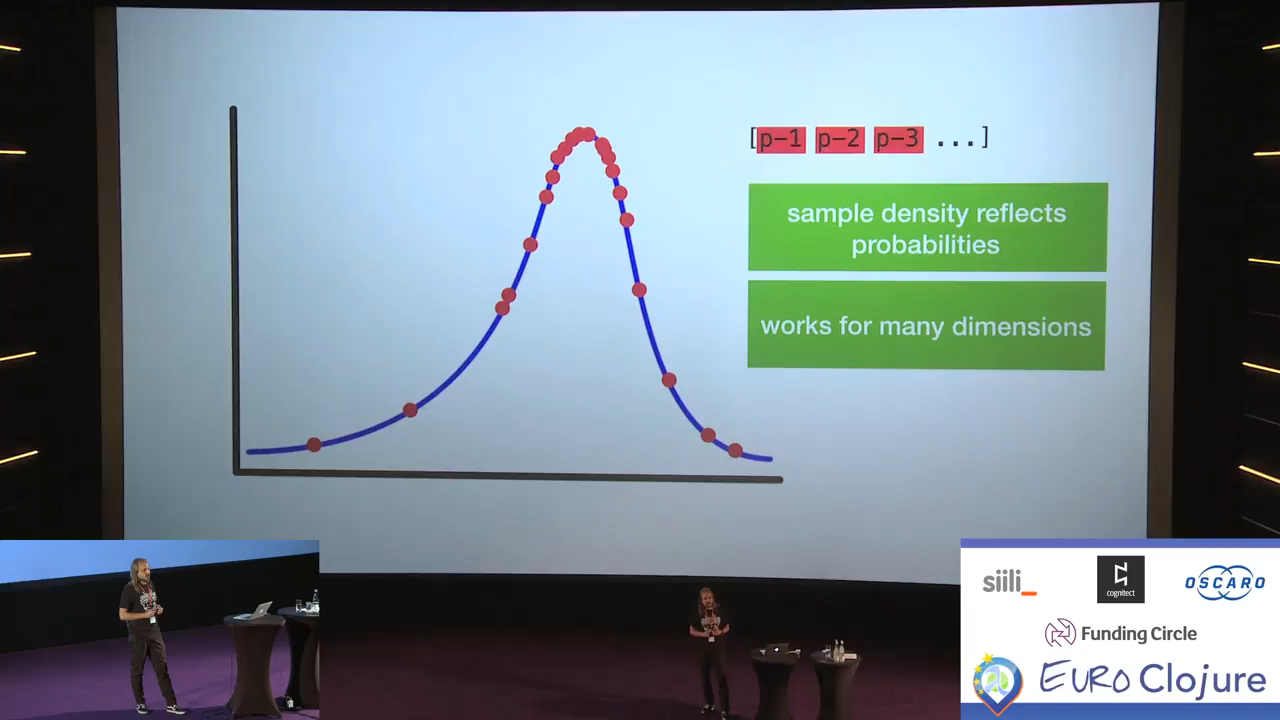 [p-1 p-2 p-3 ...]
sample density reflects
probabilities
works for many dimensions
siili_
cognitect
OSCARO
Funding Circle
EURO Clojure